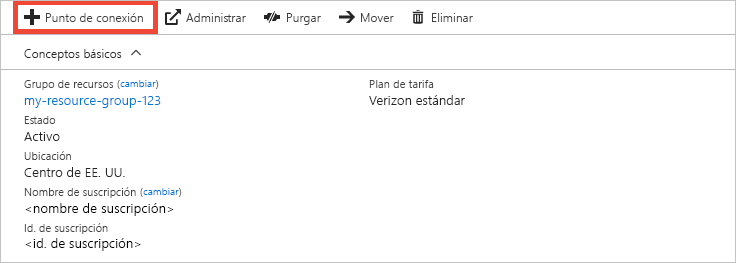 Punto de conexión Administrar Purgar Mover Eliminar
Conceptos básicos
Grupo de recursos (cambiar) Plan de tarifa
my-resource-group-123 Verizon estándar
Estado
Activo
Ubicación
Centro de EE. UU.
Nombre de suscripción (cambiar)
<nombre de suscripción>
Id. de suscripción
<id. de suscripción>